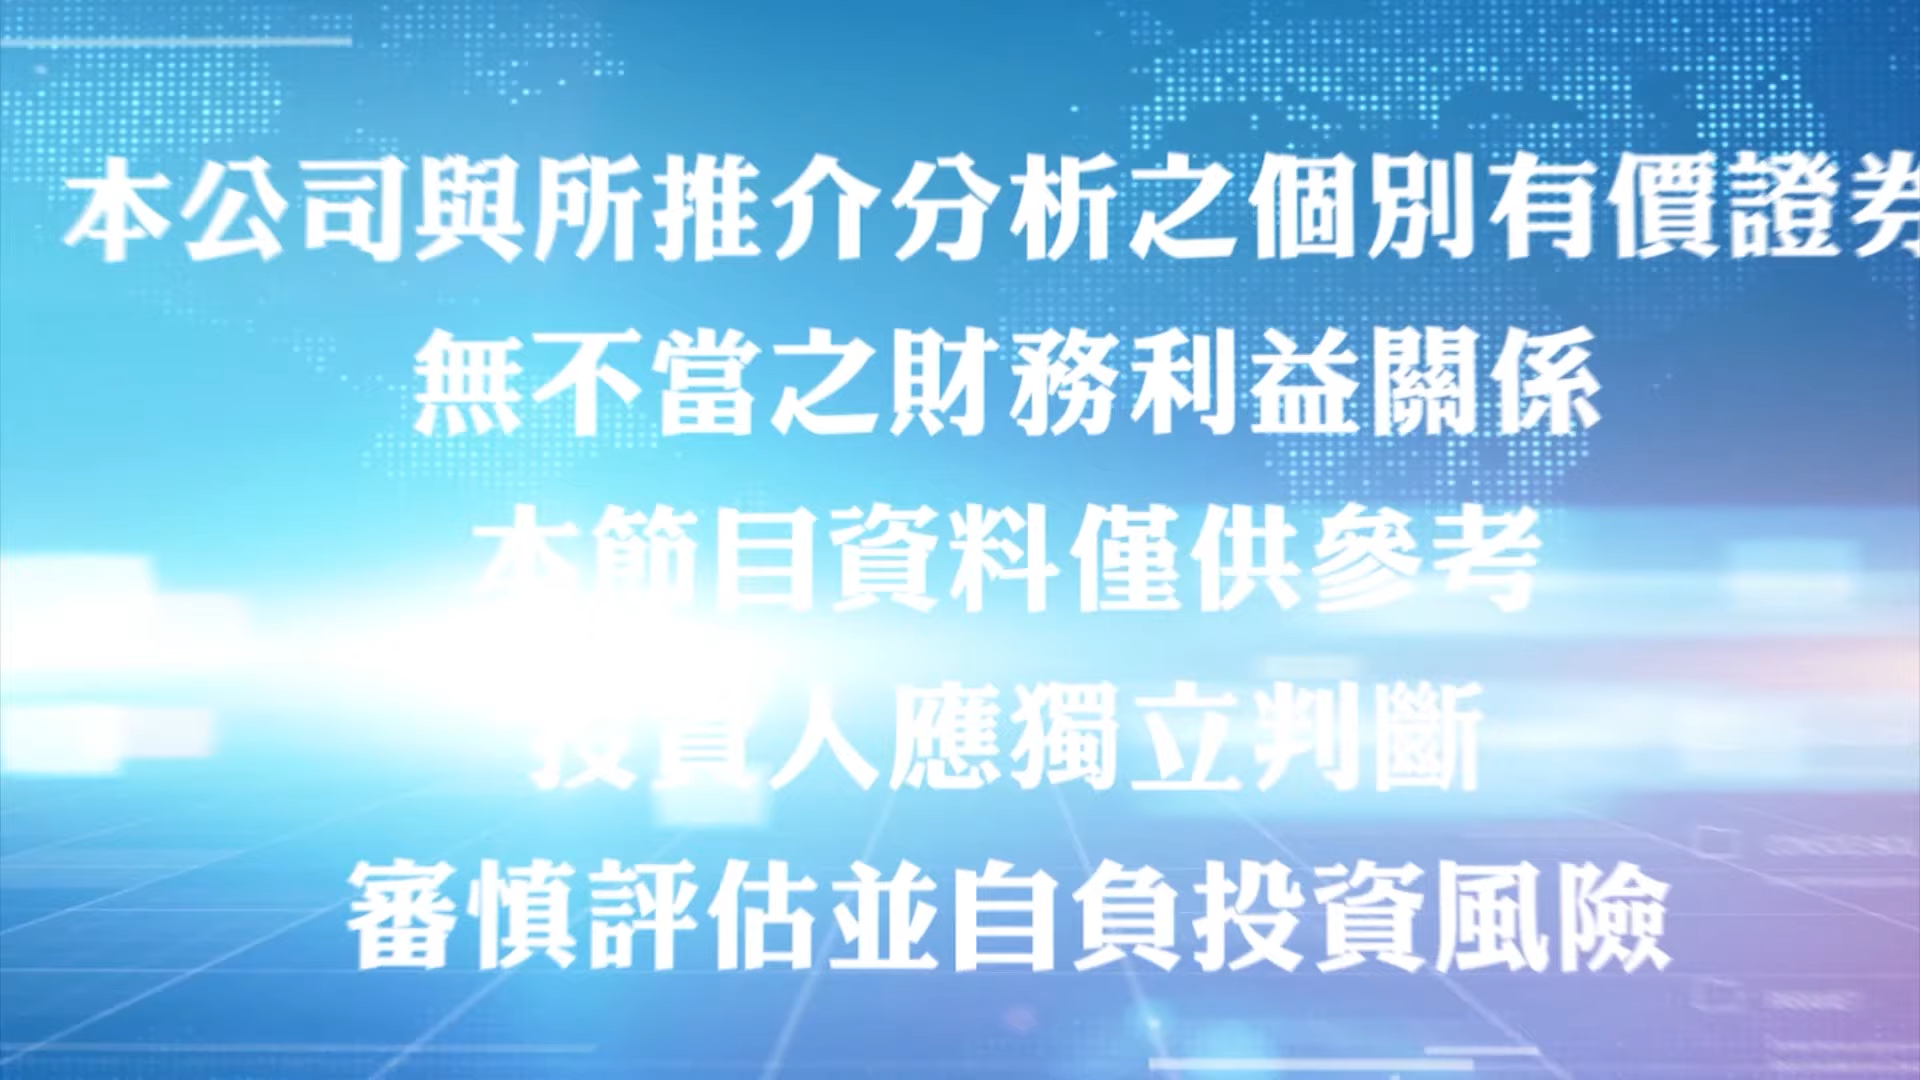 本公司與所推介分析之個別有價證券
無不當之財務利益關係
本節目資料僅供參考
投資人應獨立判斷
審慎評估並自負投資風險